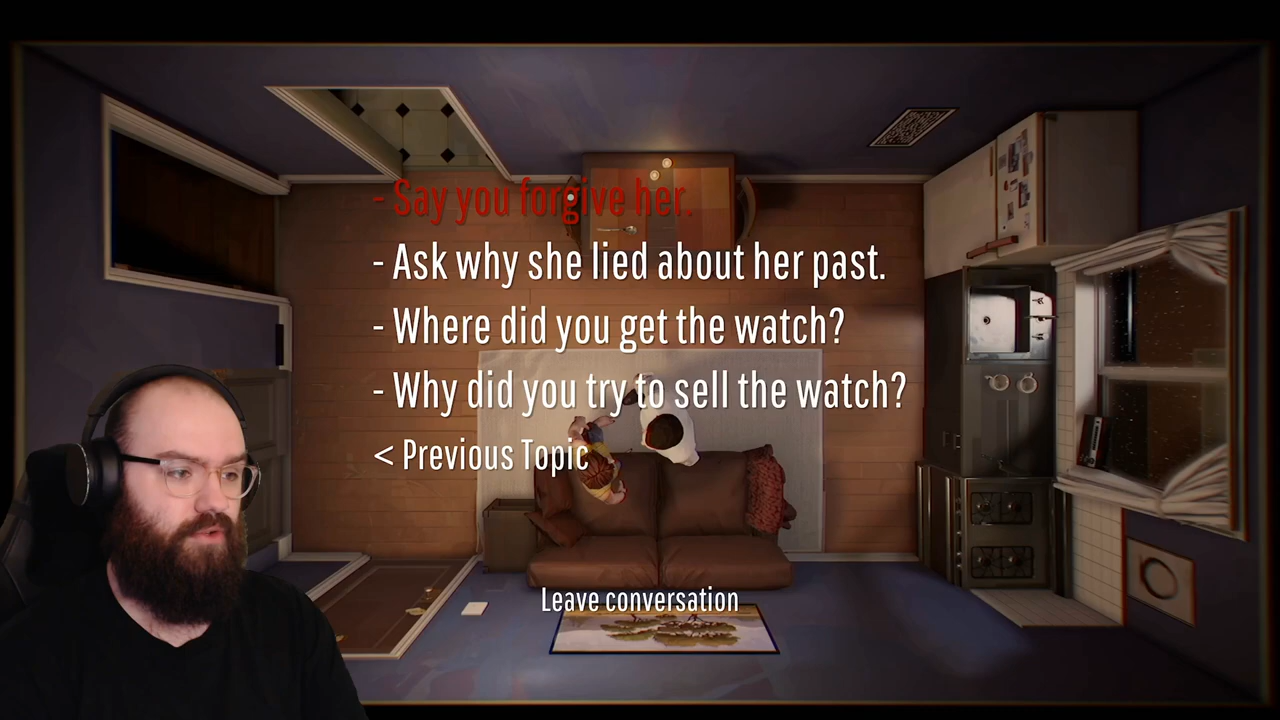 - Say you forgive her.
- Ask why she lied about her past.
- Where did you get the watch?
- Why did you try to sell the watch?
< Previous Topic
Leave conversation